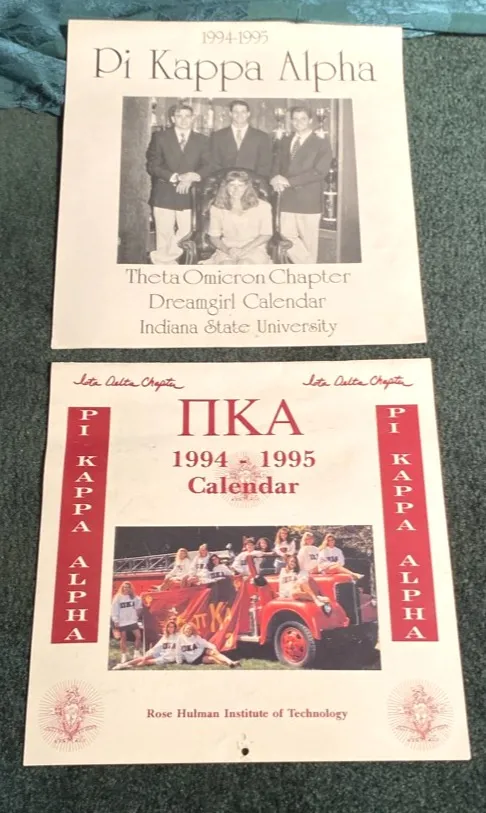 1994-1995
Pi Kappa Alpha
Theta Omicron Chapter
Dreamgirl Calendar
Indiana State University
Iota Delta Chapter Iota Delta Chapter
ΠΚΑ
1994 - 1995
Calendar
PI KAPPA ALPHA
PI KAPPA ALPHA
Rose Hulman Institute of Technology